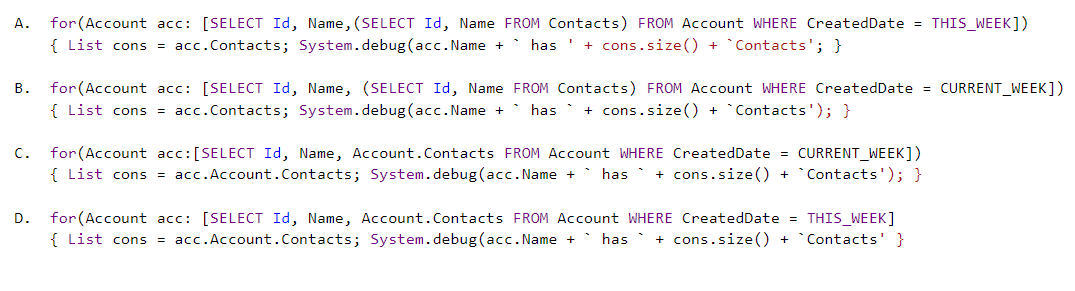 A. for(Account acc: [SELECT Id, Name,(SELECT Id, Name FROM Contacts) FROM Account WHERE CreatedDate = THIS_WEEK])
{ List cons = acc.Contacts; System.debug(acc.Name + ` has ' + cons.size() + `Contacts'; }
B. for(Account acc: [SELECT Id, Name, (SELECT Id, Name FROM Contacts) FROM Account WHERE CreatedDate = CURRENT_WEEK])
{ List cons = acc.Contacts; System.debug(acc.Name + ` has ` + cons.size() + `Contacts'); }
C. for(Account acc:[SELECT Id, Name, Account.Contacts FROM Account WHERE CreatedDate = CURRENT_WEEK])
{ List cons = acc.Account.Contacts; System.debug(acc.Name + ` has ` + cons.size() + `Contacts'); }
D. for(Account acc: [SELECT Id, Name, Account.Contacts FROM Account WHERE CreatedDate = THIS_WEEK]
{ List cons = acc.Account.Contacts; System.debug(acc.Name + ` has ` + cons.size() + `Contacts' }